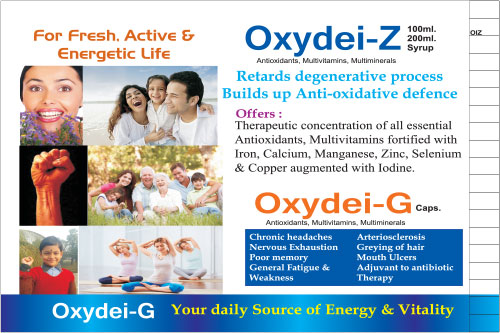 For Fresh, Active &
Energetic Life
Oxydei-Z
100ml.
200ml.
Syrup
Antioxidants, Multivitamins, Multiminerals
Retards degenerative process
Builds up Anti-oxidative defence
Offers :
Therapeutic concentration of all essential
Antioxidants, Multivitamins fortified with
Iron, Calcium, Manganese, Zinc, Selenium
& Copper augmented with Iodine.
Oxydei-G Caps.
Antioxidants, Multivitamins, Multiminerals
Chronic headaches
Nervous Exhaustion
Poor memory
General Fatigue &
Weakness
Arteriosclerosis
Greying of hair
Mouth Ulcers
Adjuvant to antibiotic
Therapy
Oxydei-G Your daily Source of Energy & Vitality